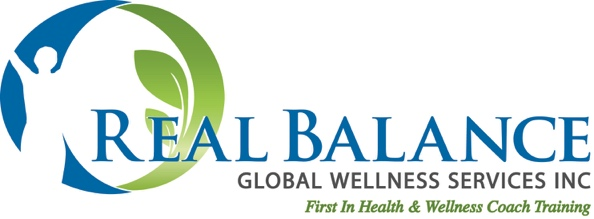 REAL BALANCE
GLOBAL WELLNESS SERVICES INC
First In Health & Wellness Coach Training